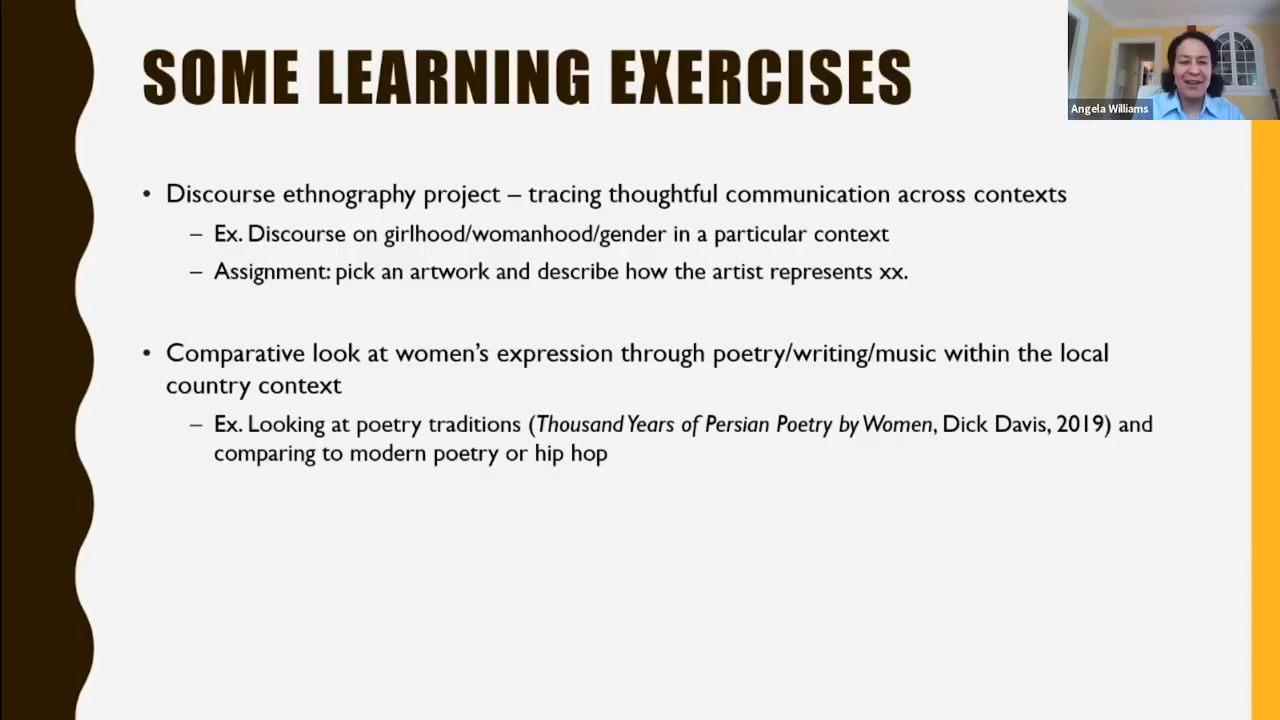 SOME LEARNING EXERCISES
Angela Williams
• Discourse ethnography project – tracing thoughtful communication across contexts
– Ex. Discourse on girlhood/womanhood/gender in a particular context
– Assignment: pick an artwork and describe how the artist represents xx.
• Comparative look at women's expression through poetry/writing/music within the local
country context
– Ex. Looking at poetry traditions (Thousand Years of Persian Poetry by Women, Dick Davis, 2019) and
comparing to modern poetry or hip hop